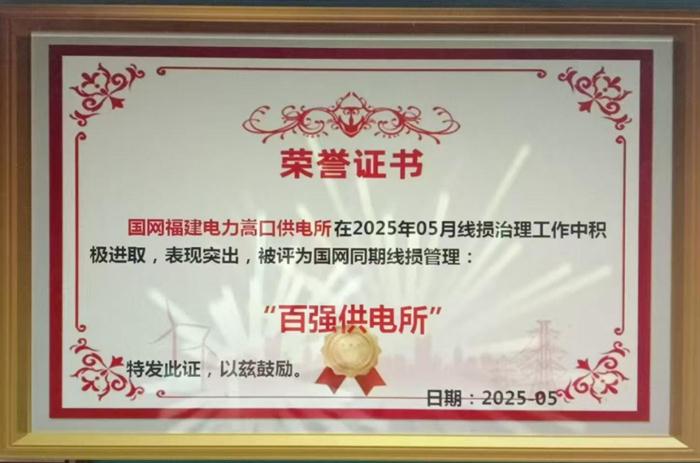 荣誉证书
国网福建电力嵩口供电所在2025年05月线损治理工作中积
极进取，表现突出，被评为国网同期线损管理：
“百强供电所”
特发此证，以兹鼓励。
日期：2025-05